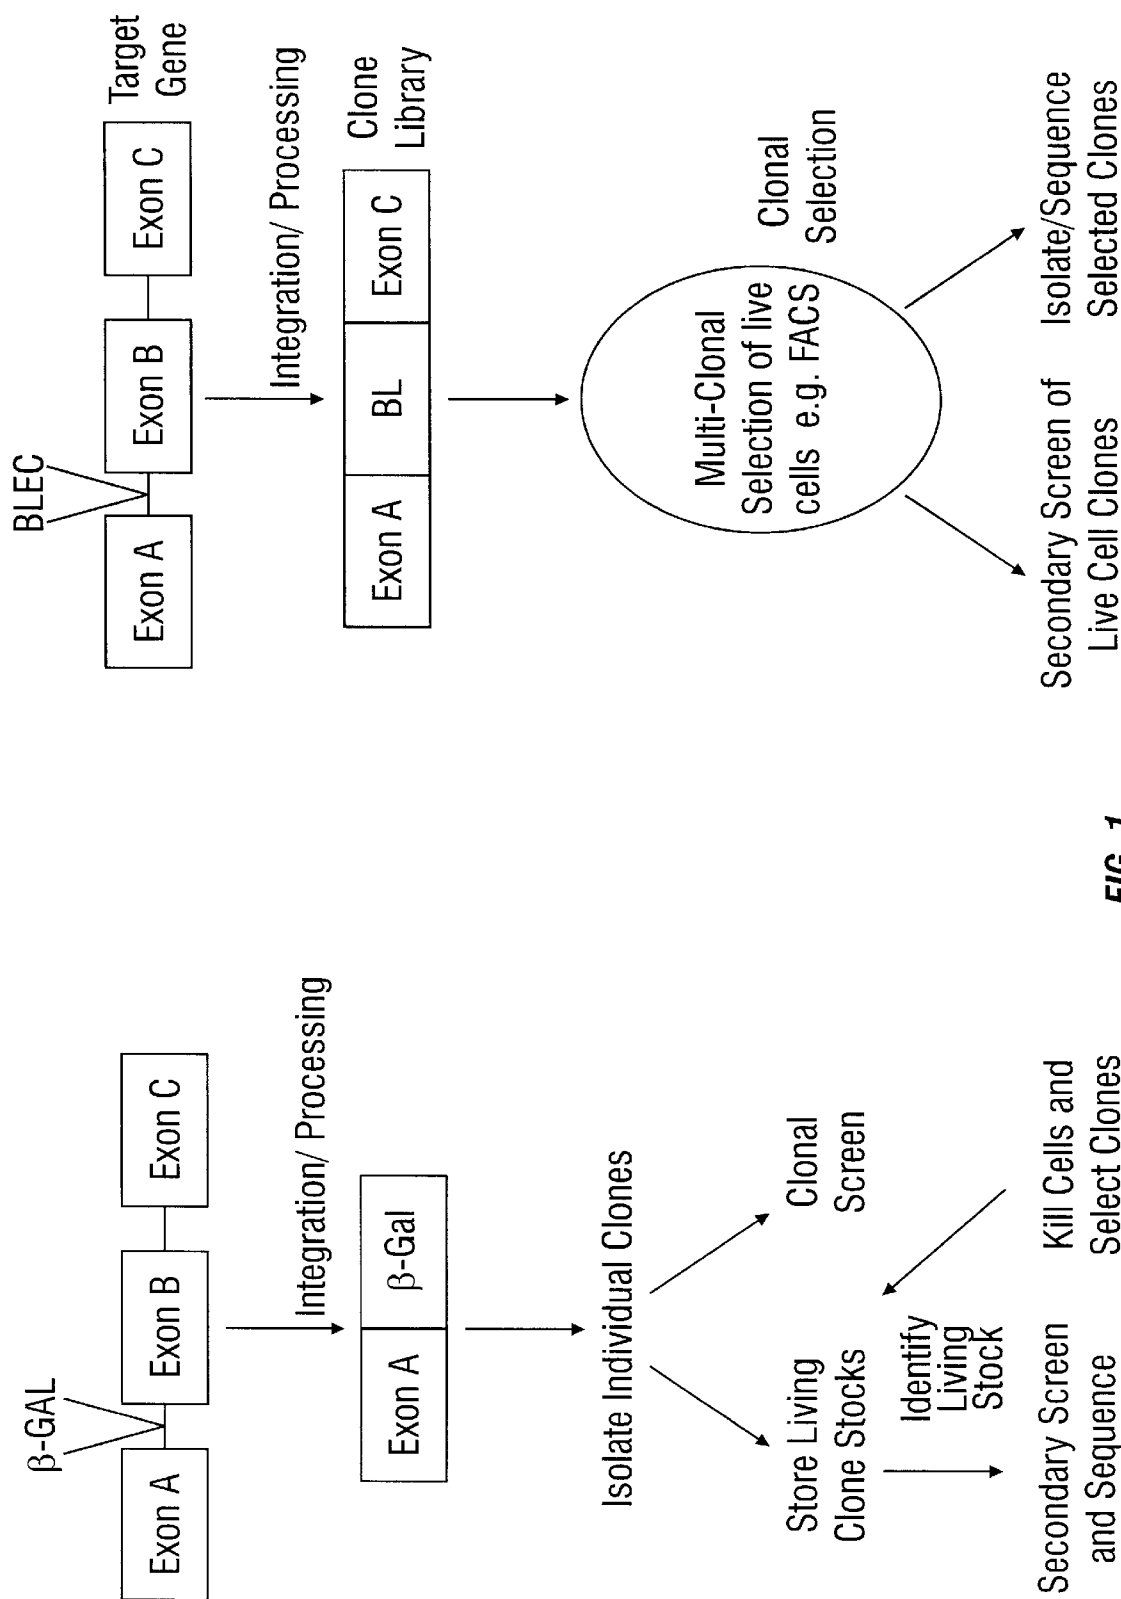 β-GAL
Exon A
Exon B
Exon C
Integration/ Processing
Exon A
β-Gal
Isolate Individual Clones
Store Living
Clone Stocks
Clonal
Screen
Identify
Living
Stock
Secondary Screen
and Sequence
Kill Cells and
Select Clones
BLEC
Target
Gene
Exon A
Exon B
Exon C
Integration/ Processing
Clone
Library
Exon A
BL
Exon C
Multi-Clonal
Selection of live
cells e.g. FACS
Clonal
Selection
Secondary Screen of
Live Cell Clones
Isolate/Sequence
Selected Clones
FIG. 1